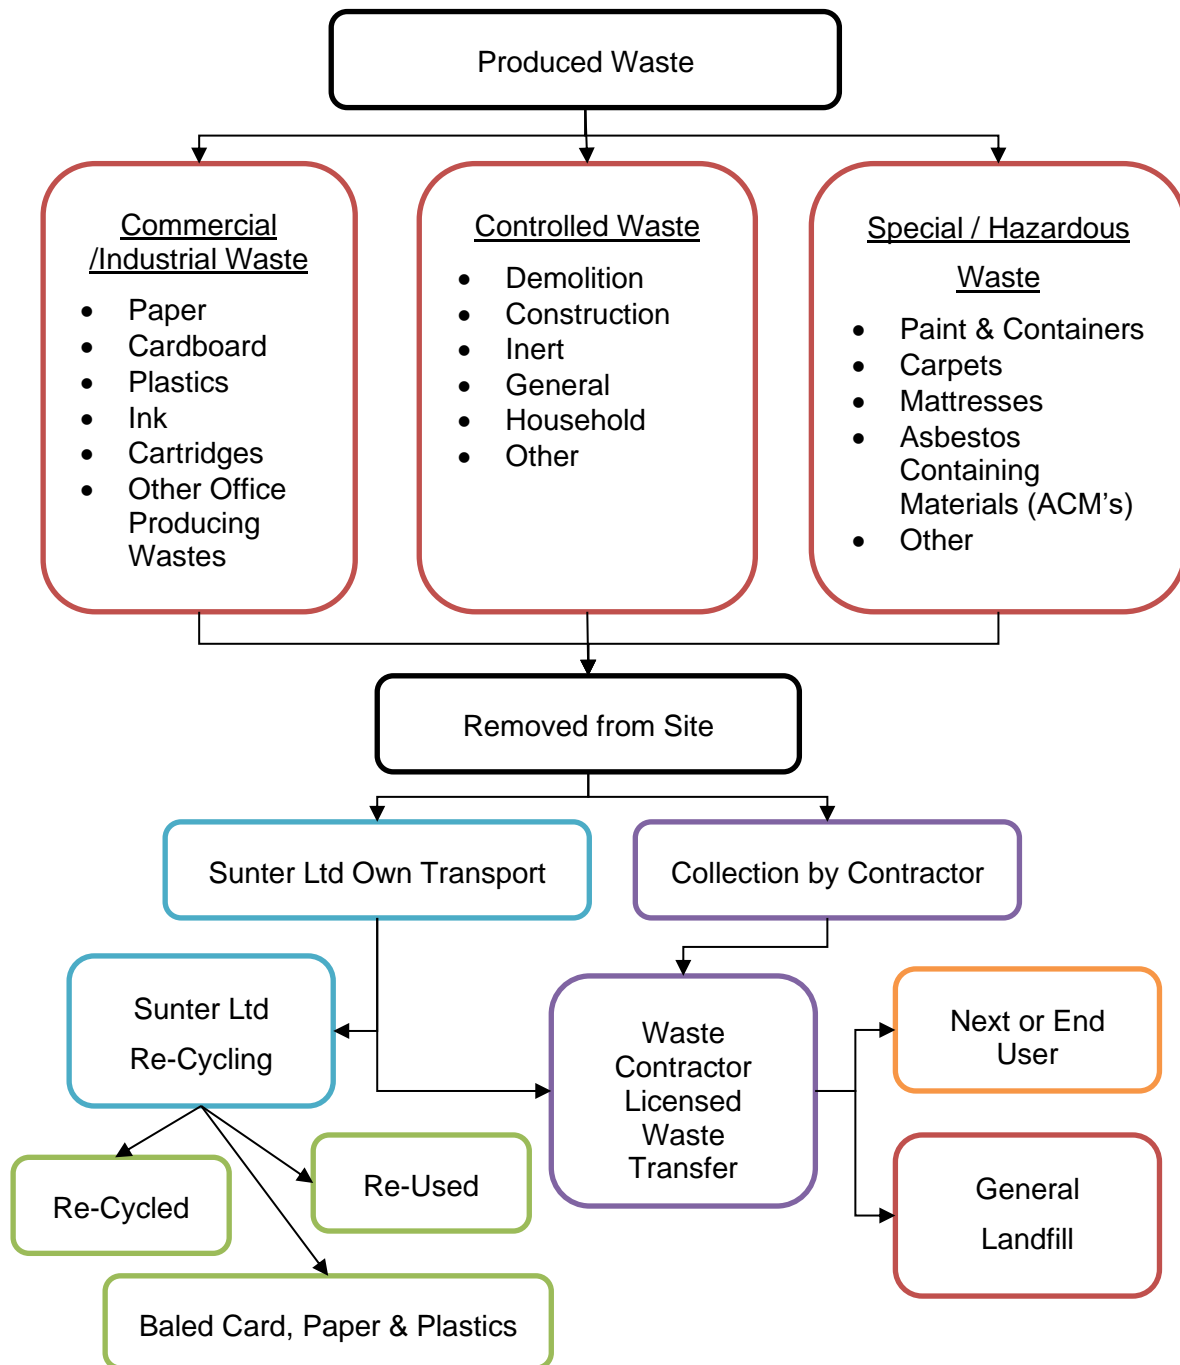 Produced Waste
Commercial
/Industrial Waste
• Paper
• Cardboard
• Plastics
• Ink
• Cartridges
• Other Office
Producing
Wastes
Controlled Waste
• Demolition
• Construction
• Inert
• General
• Household
• Other
Special / Hazardous
Waste
• Paint & Containers
• Carpets
• Mattresses
• Asbestos
Containing
Materials (ACM’s)
• Other
Removed from Site
Sunter Ltd Own Transport
Collection by Contractor
Sunter Ltd
Re-Cycling
Waste
Contractor
Licensed
Waste
Transfer
Next or End
User
Re-Cycled
Re-Used
General
Landfill
Baled Card, Paper & Plastics